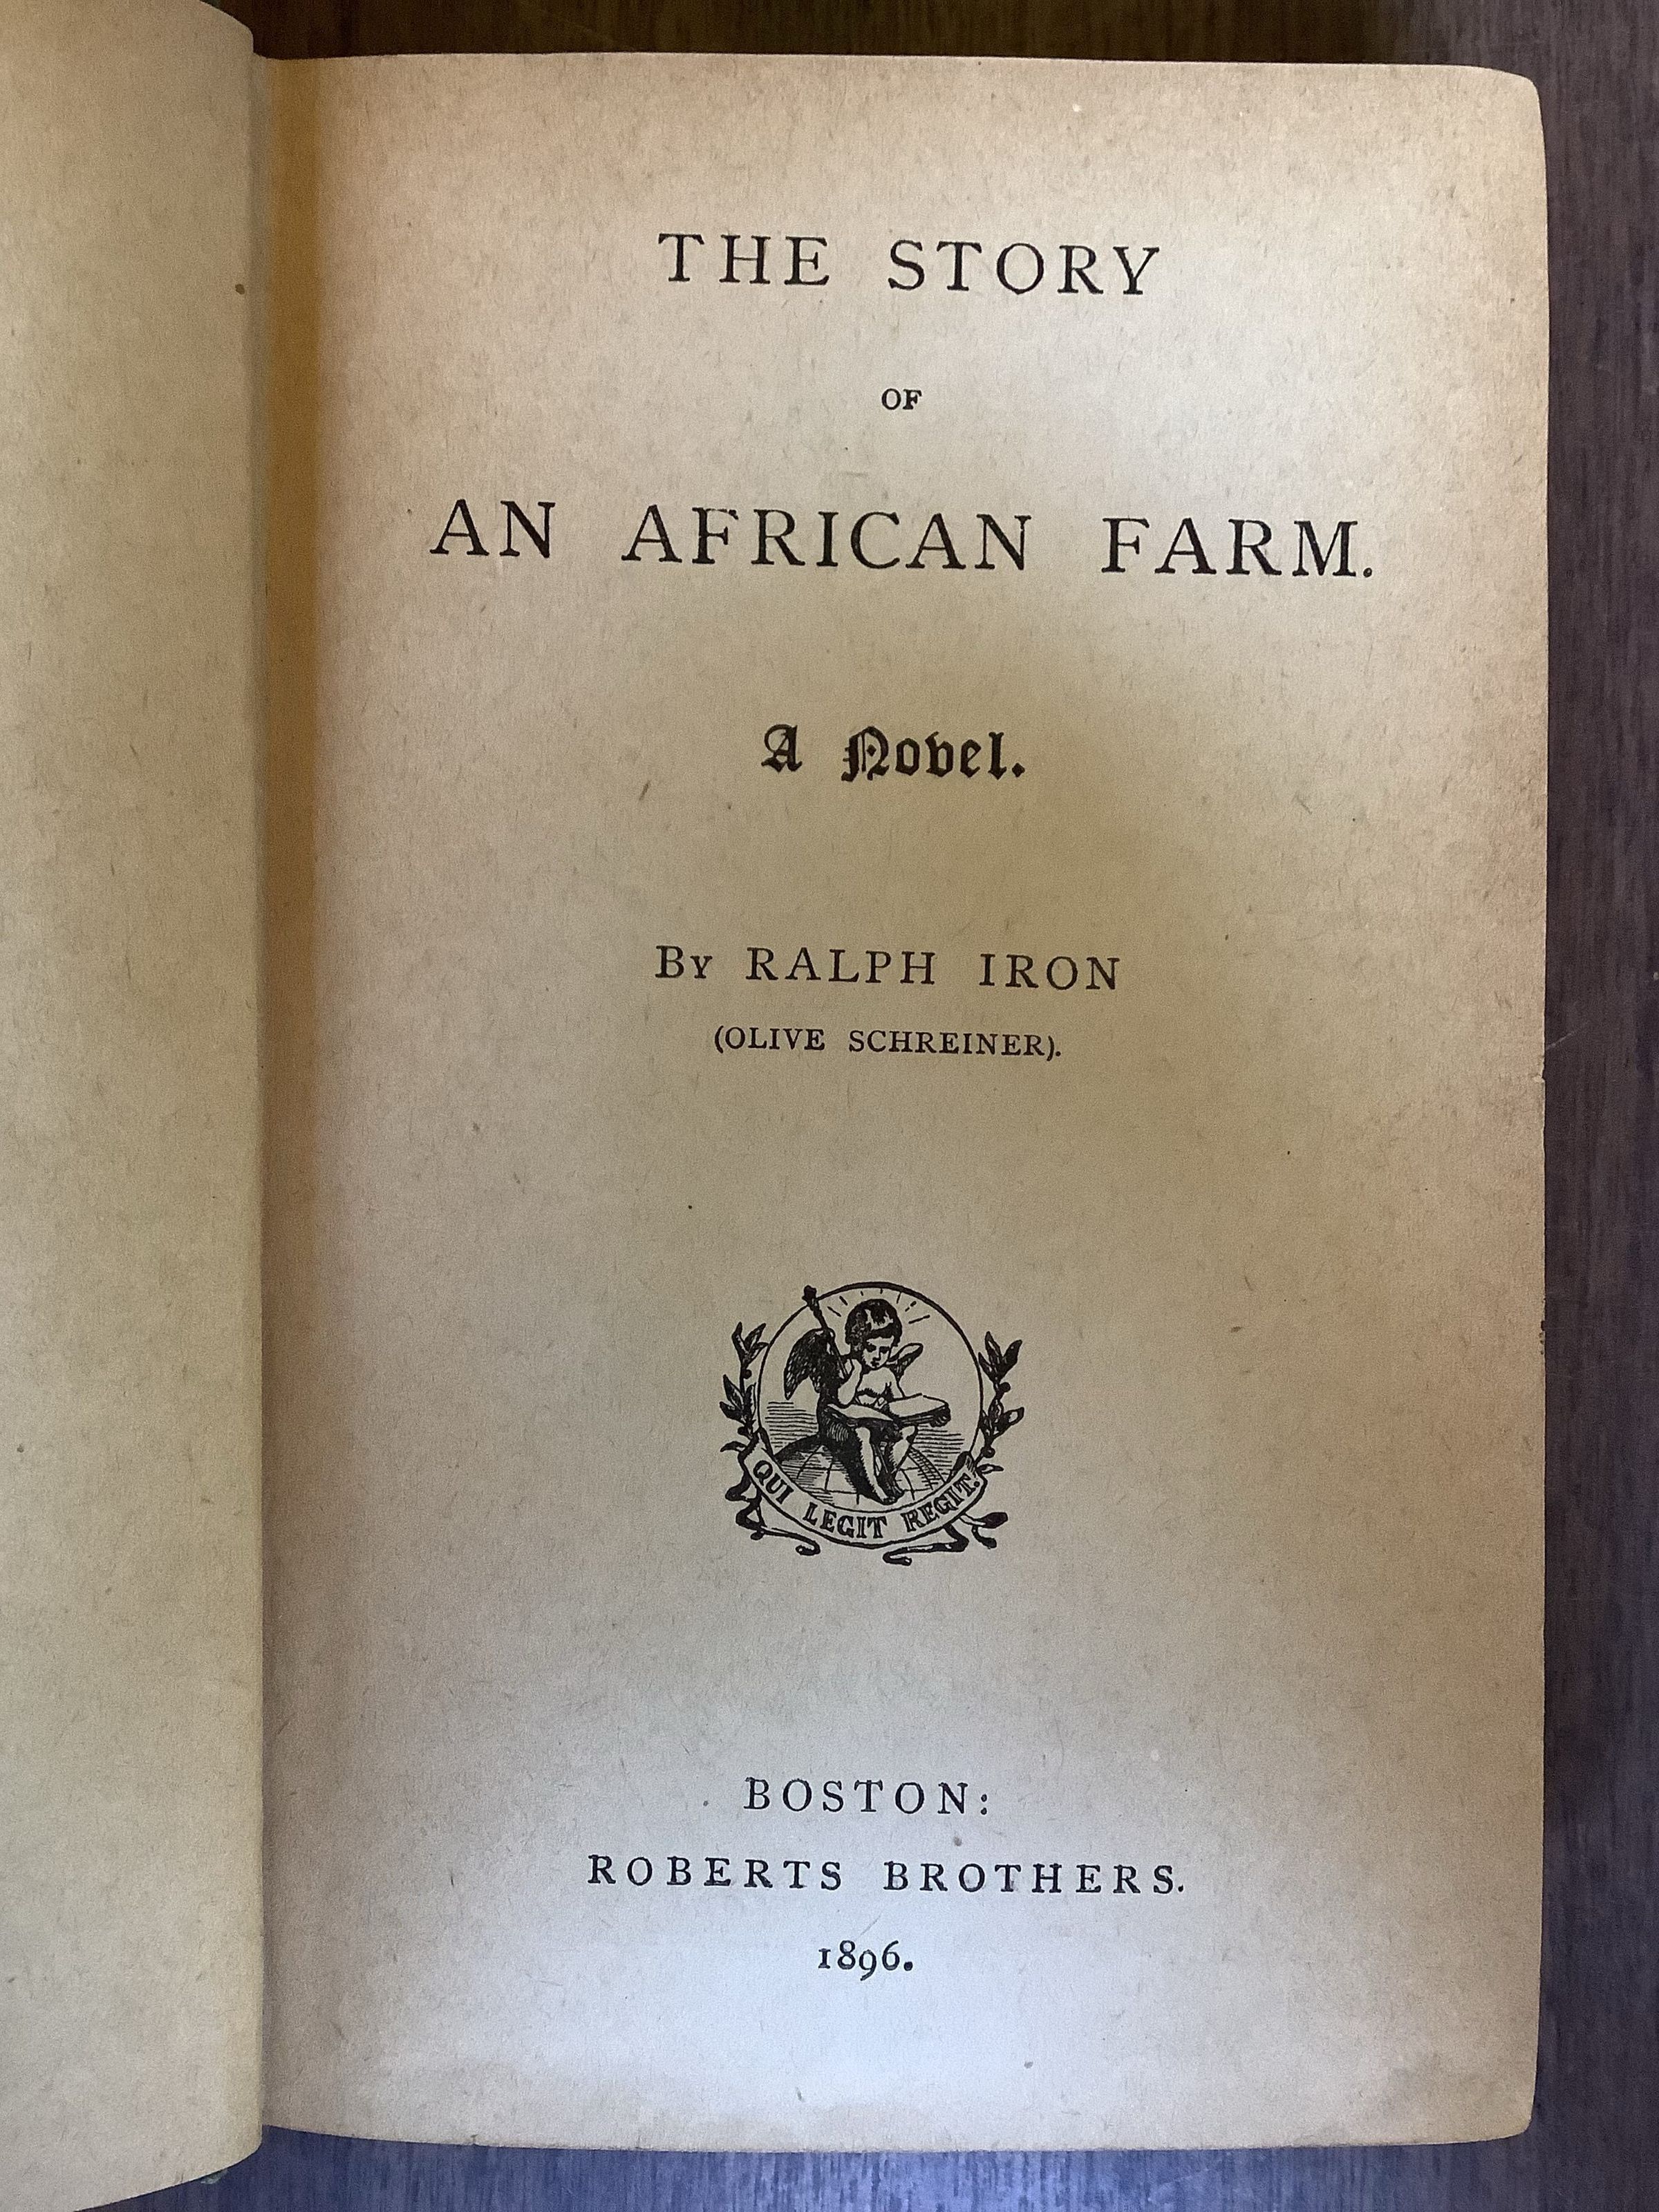 THE STORY
OF
AN AFRICAN FARM.
A Novel.
By RALPH IRON
(OLIVE SCHREINER).
QUI LEGIT REGIT.
BOSTON:
ROBERTS BROTHERS.
1896.